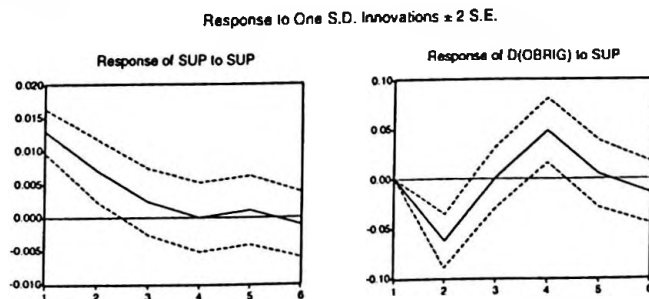 Response to One S.D. Innovations ± 2 S.E.
Response of SUP to SUP
0.020
0.015
0.010
0.005
0.000
-0.005
-0.010
1 2 3 4 5 6
Response of D(OBRIG) to SUP
0.10
0.05
0.00
-0.05
-0.10
1 2 3 4 5 6